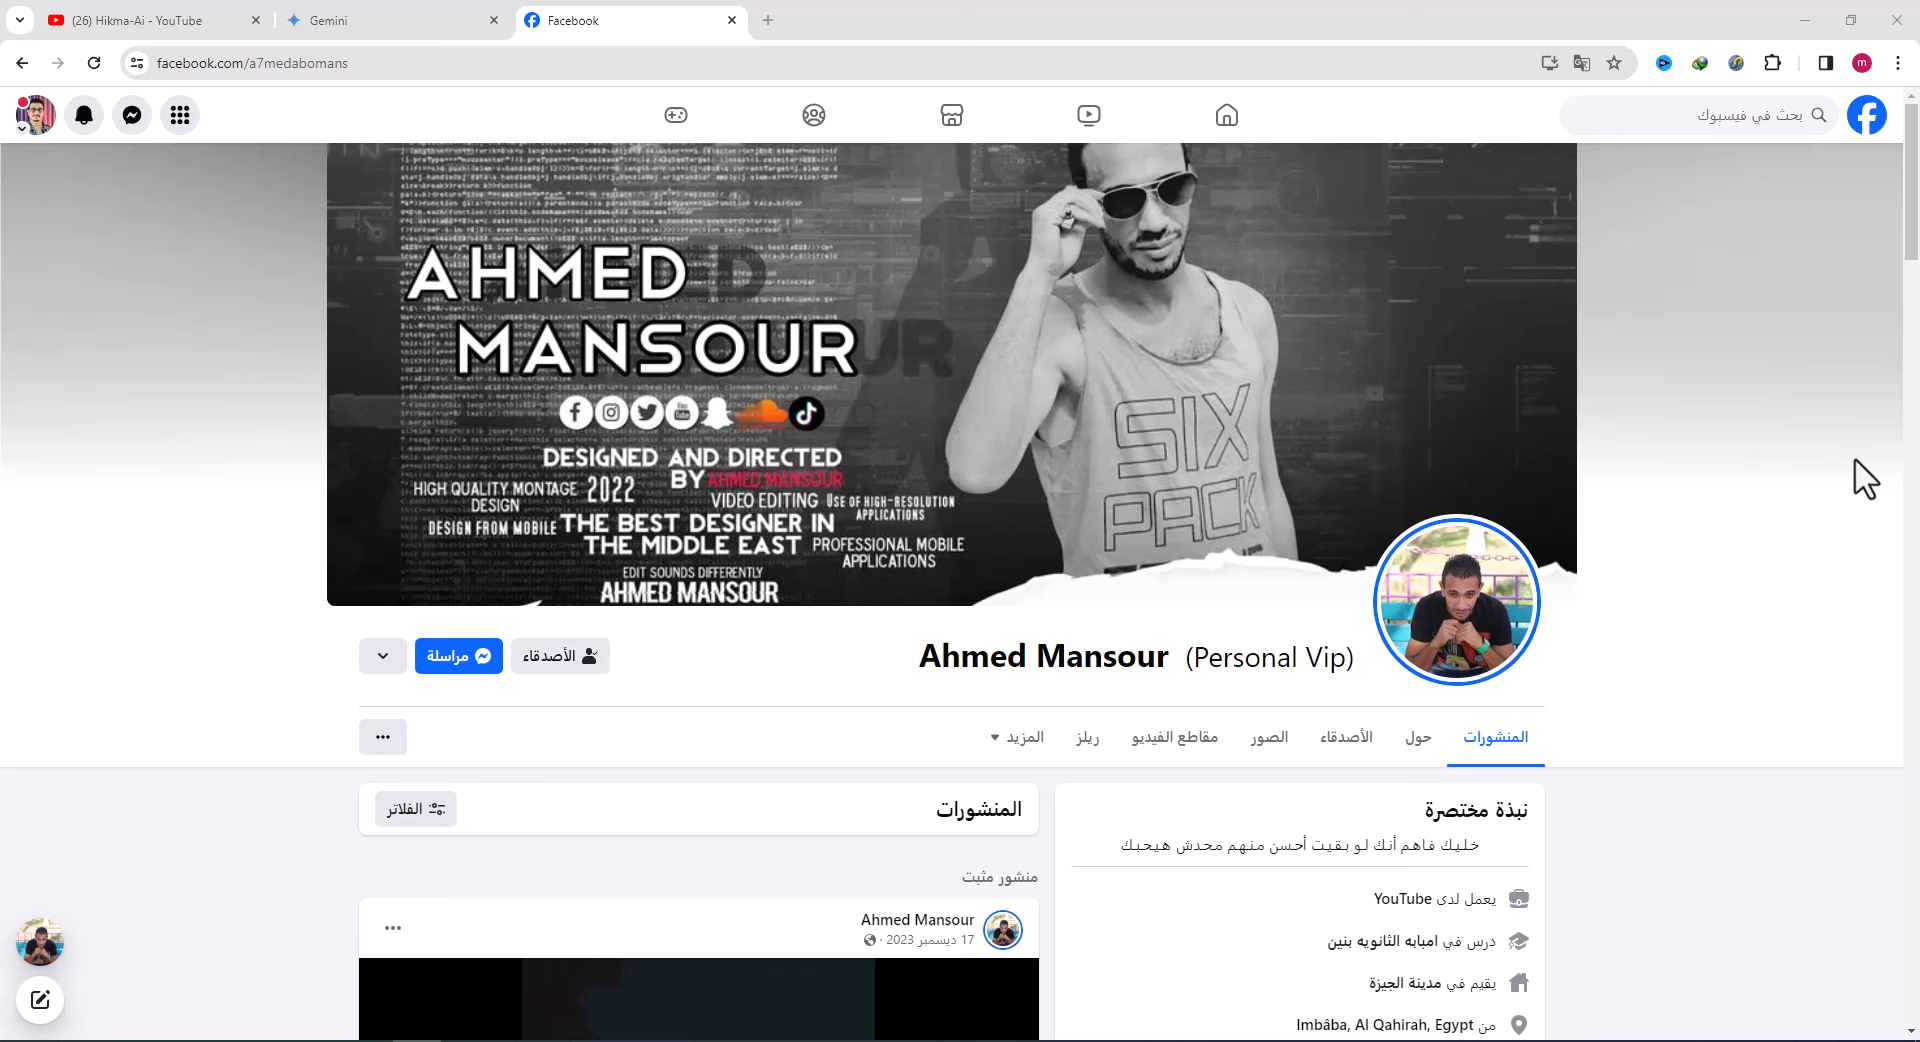 (26) Hikma-Ai - YouTube
Gemini
Facebook
facebook.com/a7medabomans
m
بحث في فيسبوك
AHMED
MANSOUR
DESIGNED AND DIRECTED
BY AHMED MANSOUR
HIGH QUALITY MONTAGE 2022
DESIGN
VIDEO EDITING USE OF HIGH-RESOLUTION
APPLICATIONS
DESIGN FROM MOBILE THE BEST DESIGNER IN
THE MIDDLE EAST PROFESSIONAL MOBILE
APPLICATIONS
EDIT SOUNDS DIFFERENTLY
AHMED MANSOUR
SIX
PACK
Ahmed Mansour (Personal Vip)
الأصدقاء
مراسلة
المنشورات
حول
الأصدقاء
الصور
مقاطع الفيديو
ريلز
المزيد
نبذة مختصرة
خليك فاهم أنك لو بقيت أحسن منهم محدش هيحبك
يعمل لدى YouTube
درس في امبابه الثانويه بنين
يقيم في مدينة الجيزة
من Imbâba, Al Qahirah, Egypt
المنشورات
الفلاتر
منشور مثبت
Ahmed Mansour
17 ديسمبر 2023 ·